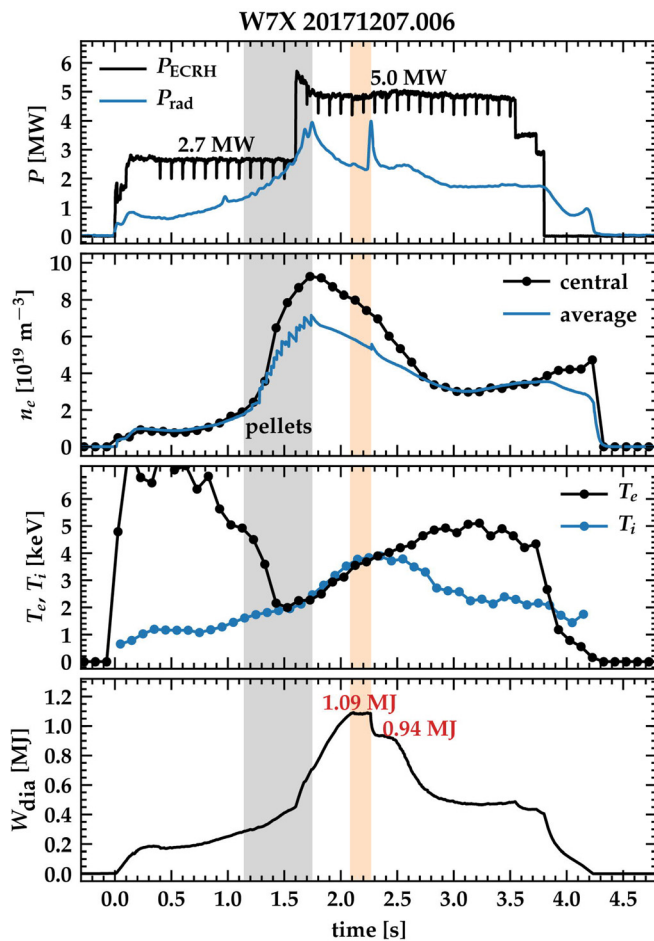 W7X 20171207.006
P [MW]
6
5
4
3
2
1
0
P_ECRH
P_rad
2.7 MW
5.0 MW
n_e [10^19 m^−3]
10
8
6
4
2
0
central
average
pellets
T_e, T_i [keV]
6
5
4
3
2
1
0
T_e
T_i
W_dia [MJ]
1.2
1.0
0.8
0.6
0.4
0.2
0.0
1.09 MJ
0.94 MJ
0.0 0.5 1.0 1.5 2.0 2.5 3.0 3.5 4.0 4.5
time [s]